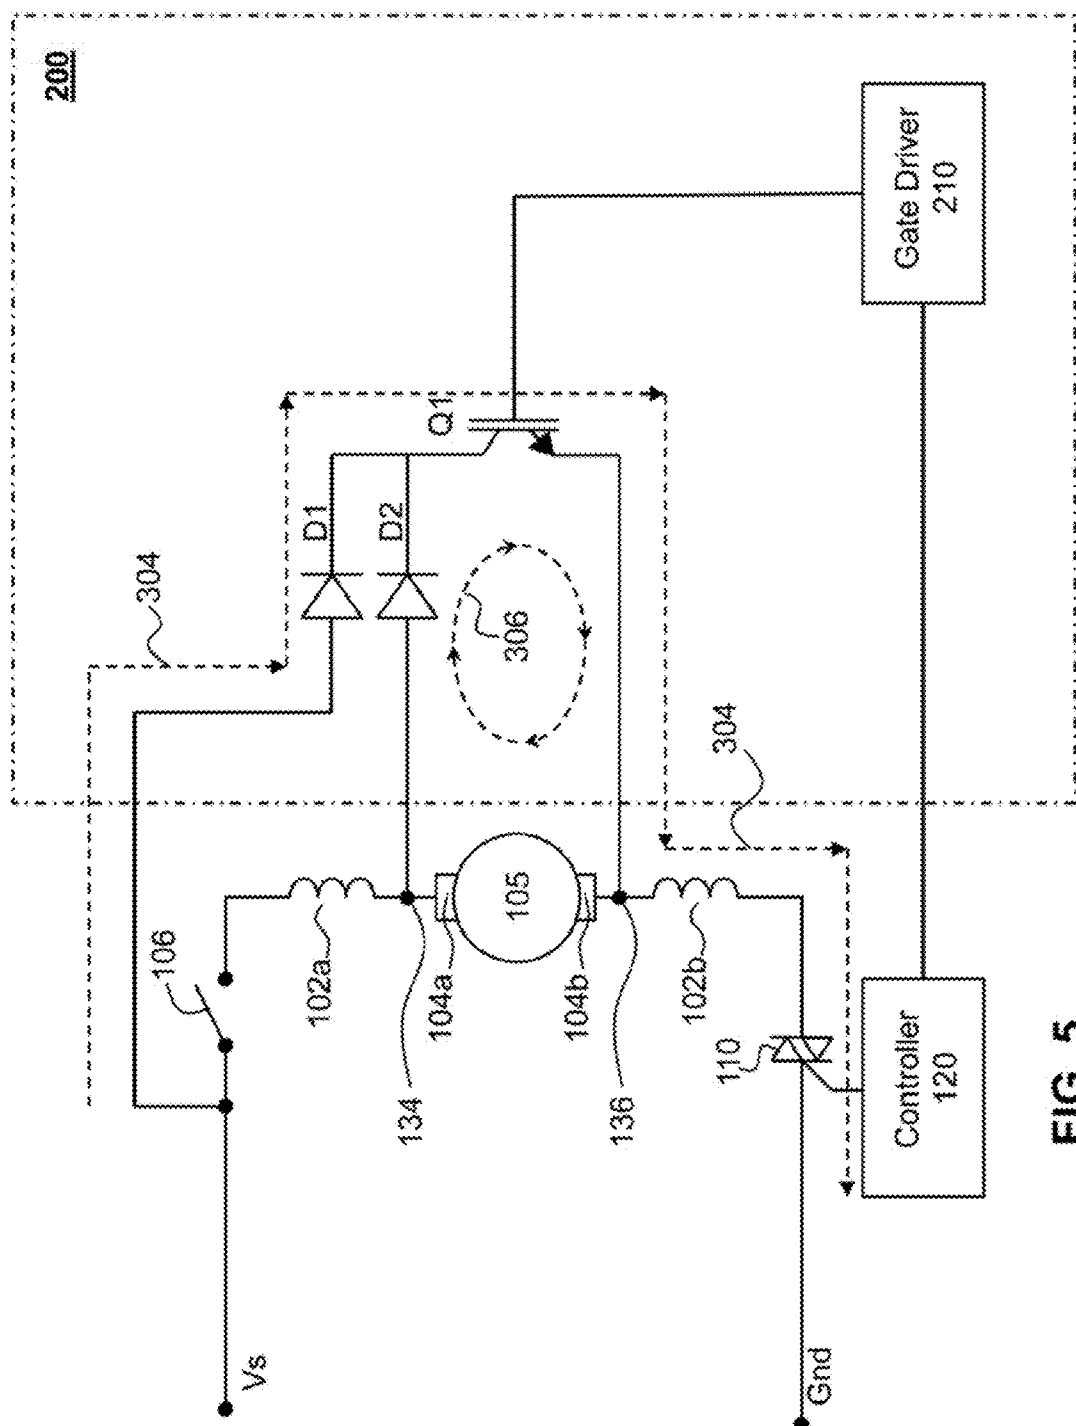 200
304
106
Vs
102a
D1
D2
134
104a
Q1
105
306
104b
136
102b
304
110
Gnd
Controller
120
Gate Driver
210
FIG. 5